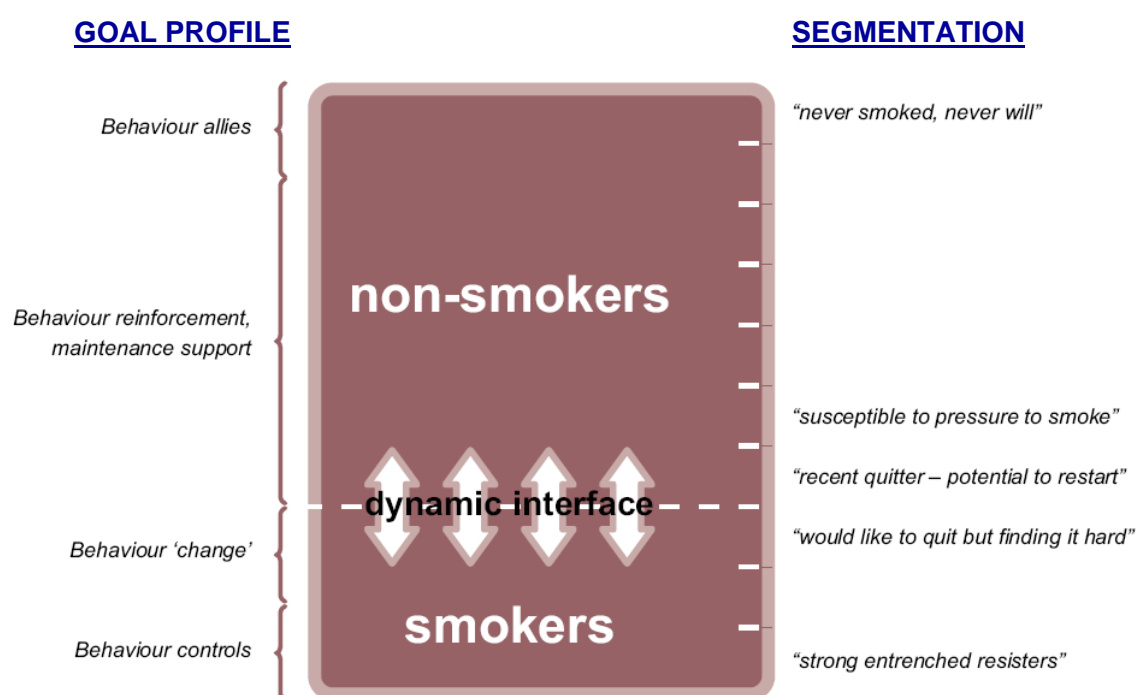 GOAL PROFILE
SEGMENTATION
Behaviour allies
“never smoked, never will”
non-smokers
Behaviour reinforcement,
maintenance support
“susceptible to pressure to smoke”
“recent quitter – potential to restart”
dynamic interface
“would like to quit but finding it hard”
Behaviour ‘change’
smokers
Behaviour controls
“strong entrenched resisters”